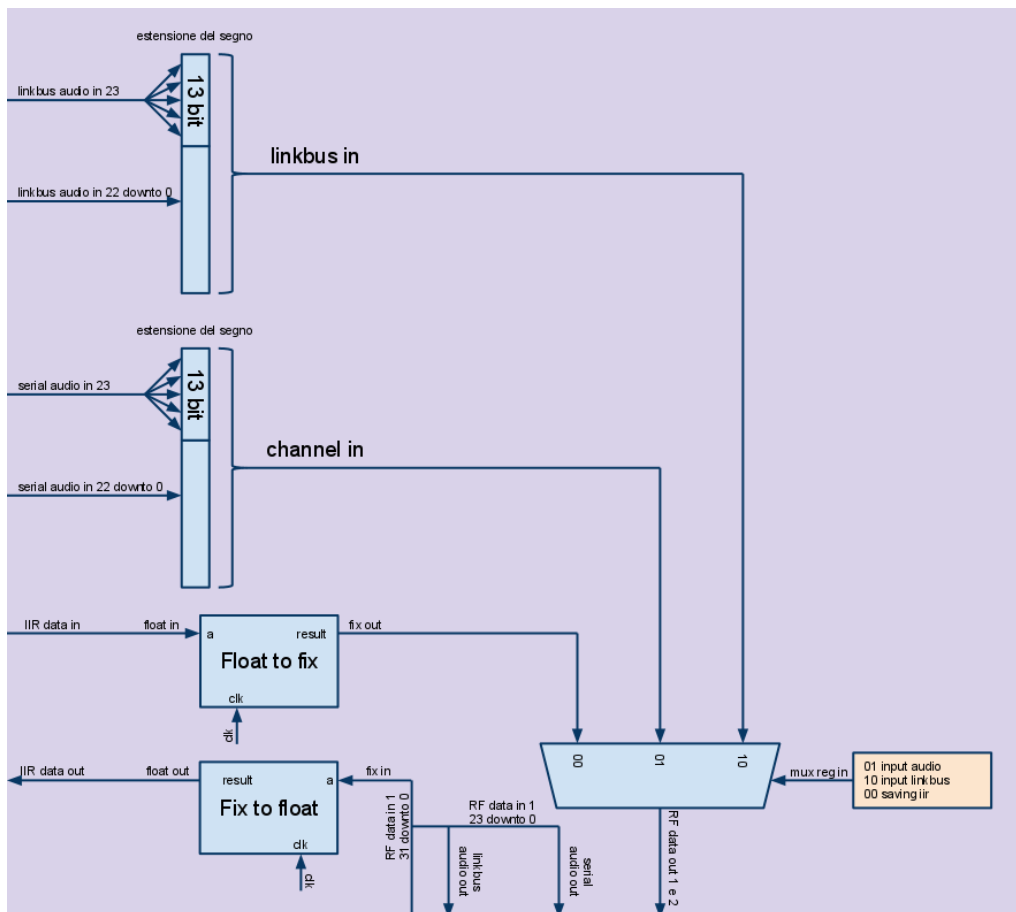 estensione del segno
linkbus audio in 23
13 bit
linkbus in
linkbus audio in 22 downto 0
estensione del segno
serial audio in 23
13 bit
channel in
serial audio in 22 downto 0
IIR data in
float in
a
result
fix out
Float to fix
clk
clk
00
01
10
mux reg in
01 input audio
10 input linkbus
00 saving iir
IIR data out
float out
result
a
fix in
Fix to float
clk
clk
RF data in 1
31 downto 0
RF data in 1
23 downto 0
linkbus
audio out
serial
audio out
RF data out 1 e 2